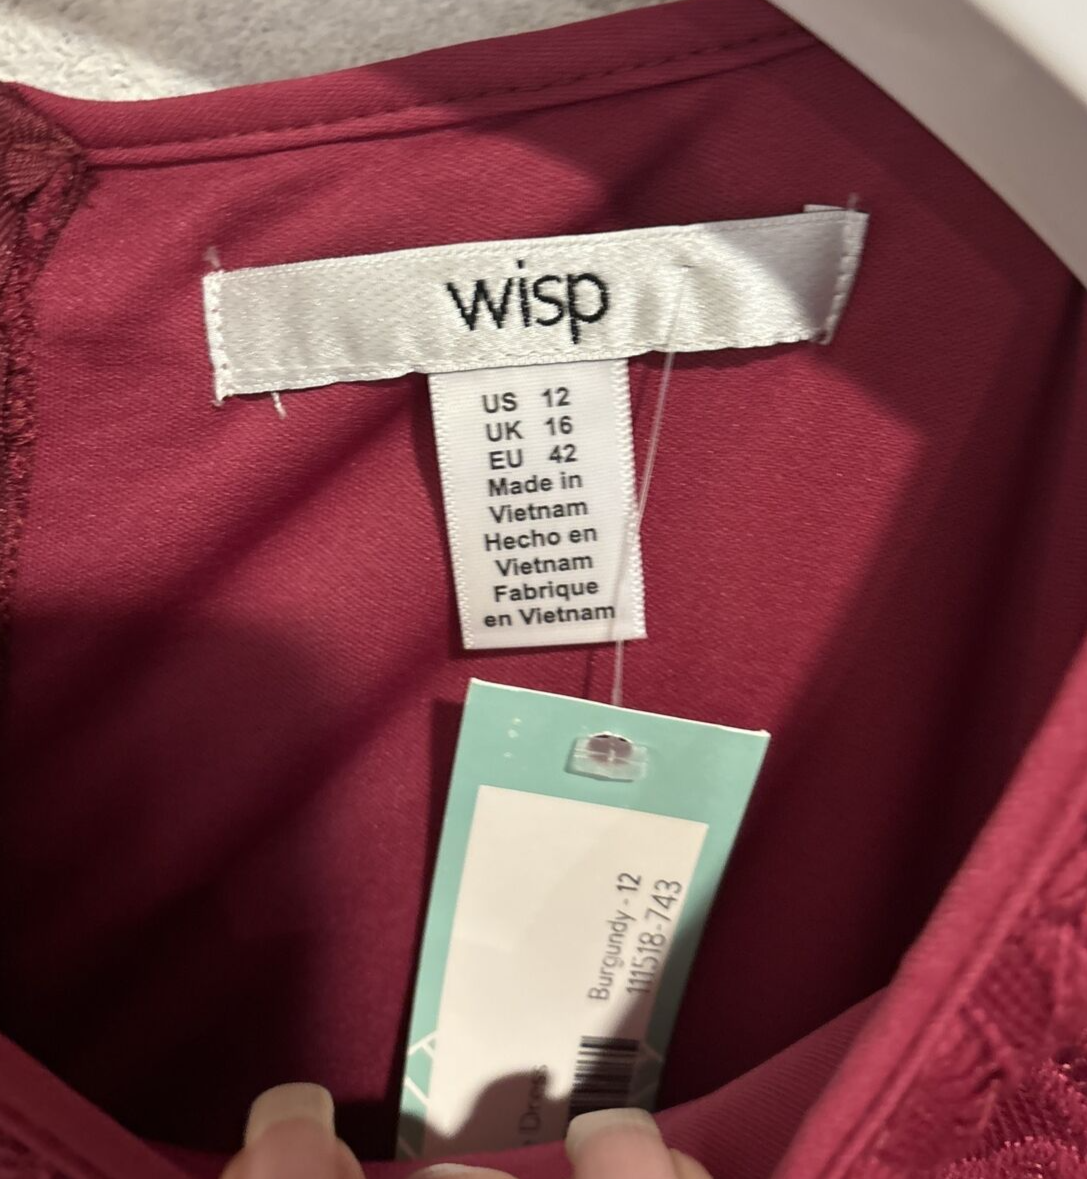 wisp
US 12
UK 16
EU 42
Made in
Vietnam
Hecho en
Vietnam
Fabrique
en Vietnam
Burgundy - 12
111518-743
Dress